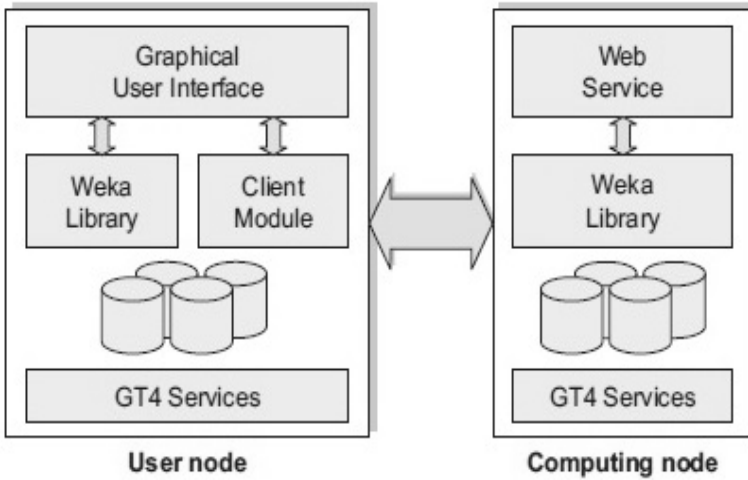 Graphical
User Interface
Weka
Library
Client
Module
GT4 Services
User node
Web
Service
Weka
Library
GT4 Services
Computing node